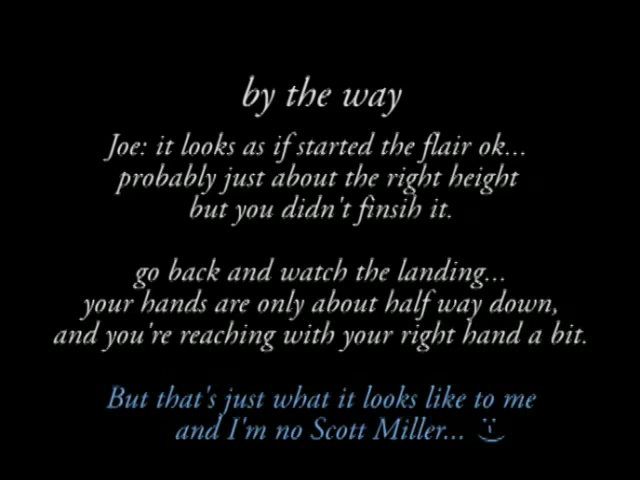 by the way
Joe: it looks as if started the flair ok...
probably just about the right height
but you didn't finsih it.
go back and watch the landing...
your hands are only about half way down,
and you're reaching with your right hand a bit.
But that's just what it looks like to me
and I'm no Scott Miller...